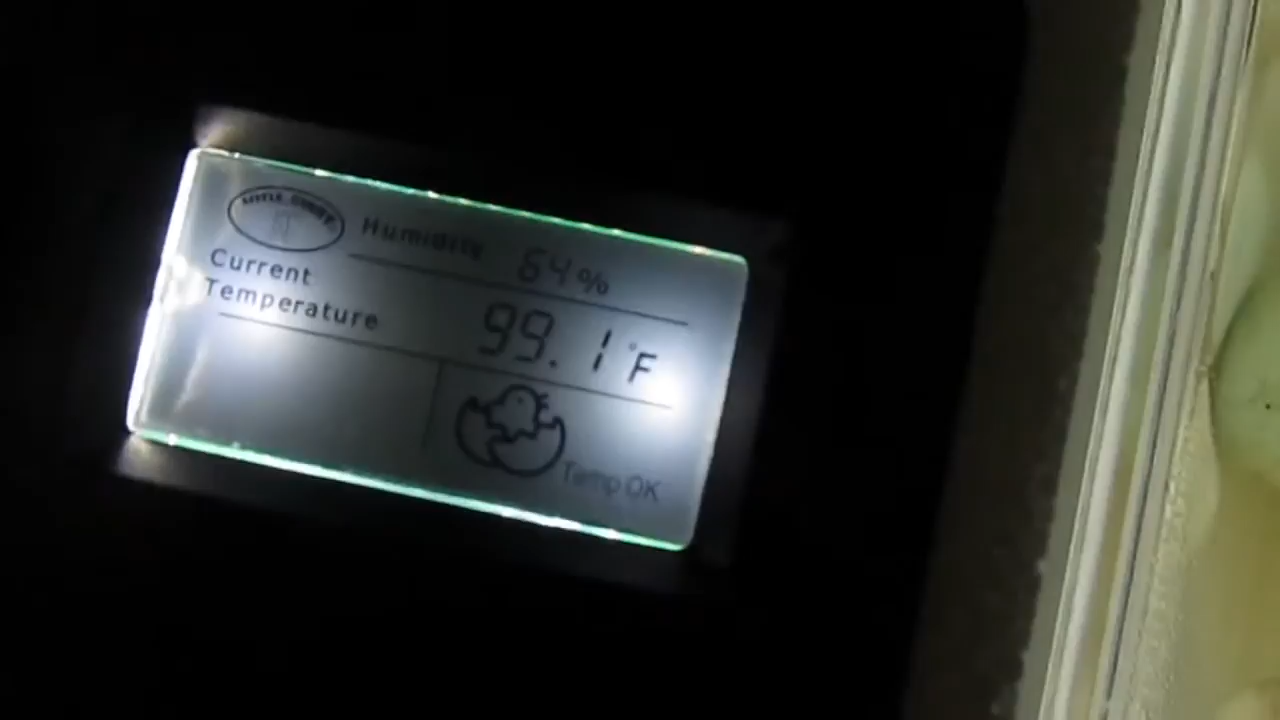 Humidity 64%
Current
Temperature
99.1°F
Temp OK